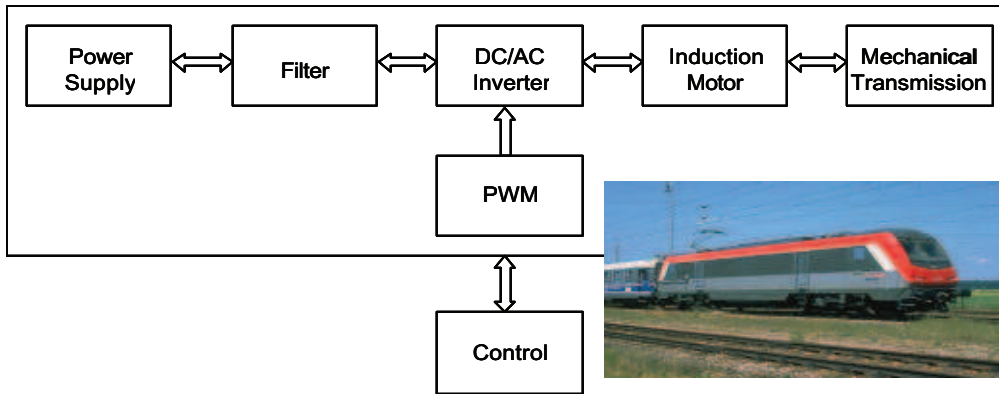 Power
Supply
Filter
DC/AC
Inverter
Induction
Motor
Mechanical
Transmission
PWM
Control